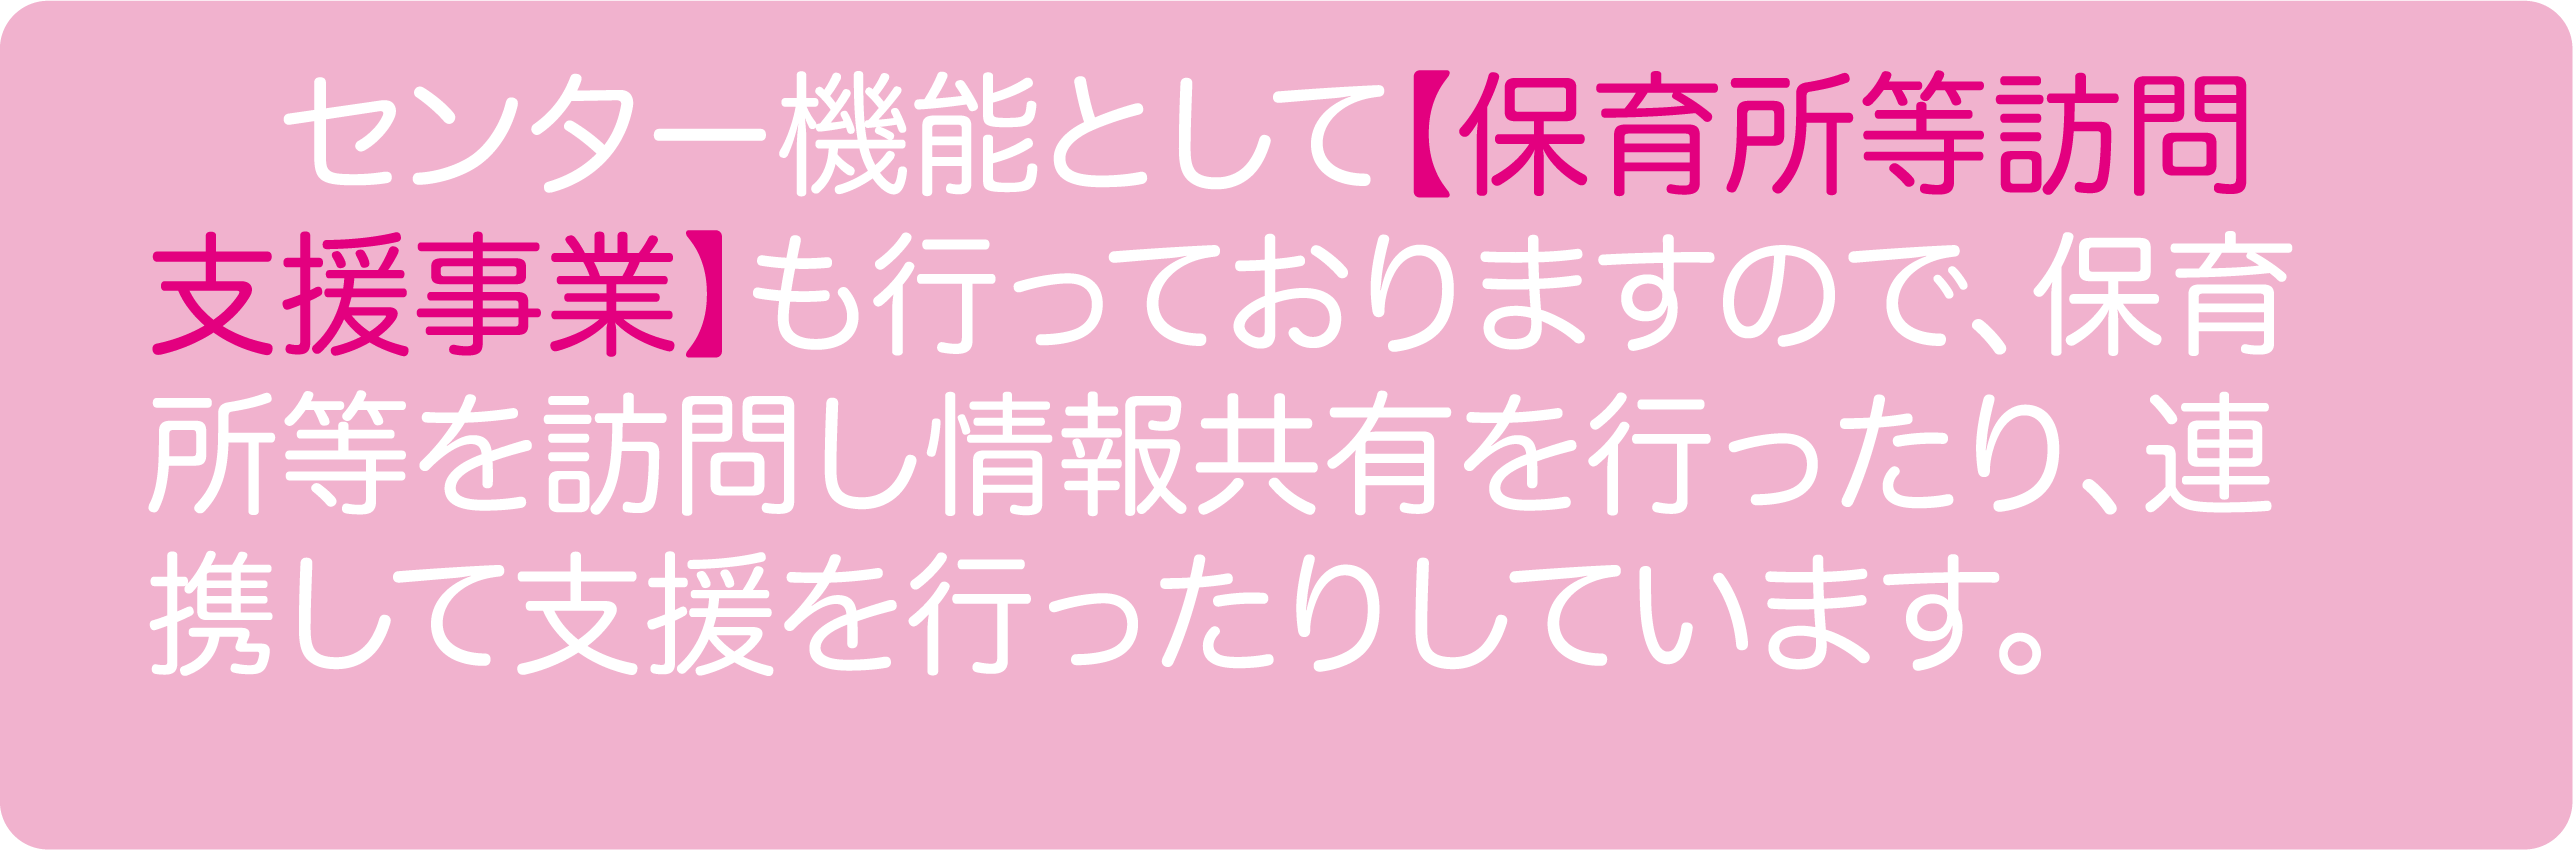 センター機能として【保育所等訪問
支援事業】も行っておりますので、保育
所等を訪問し情報共有を行ったり、連
携して支援を行ったりしています。